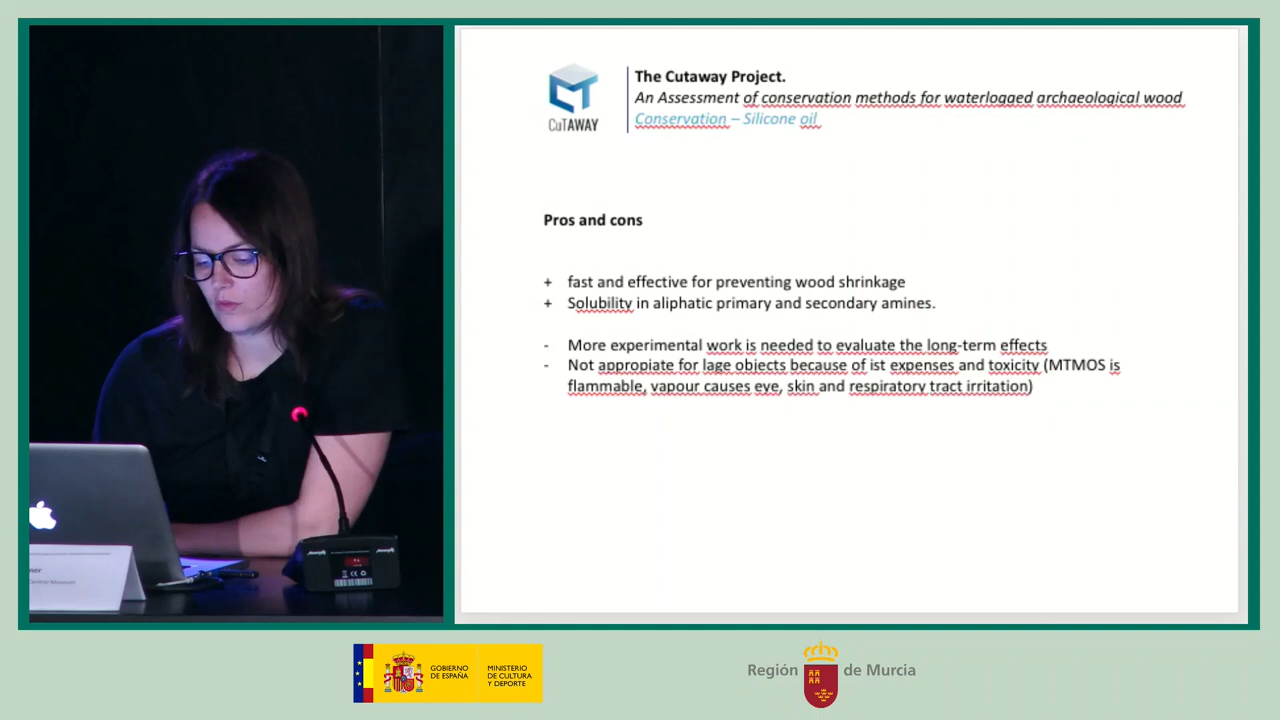 The Cutaway Project.
An Assessment of conservation methods for waterlogged archaeological wood
Conservation – Silicone oil
CuTAWAY
Pros and cons
+ fast and effective for preventing wood shrinkage
+ Solubility in aliphatic primary and secondary amines.
- More experimental work is needed to evaluate the long-term effects
- Not appropiate for lage objects because of ist expenses and toxicity (MTMOS is
flammable, vapour causes eye, skin and respiratory tract irritation)
ner
Central Museum
GOBIERNO
DE ESPAÑA
MINISTERIO
DE CULTURA
Y DEPORTE
Región de Murcia